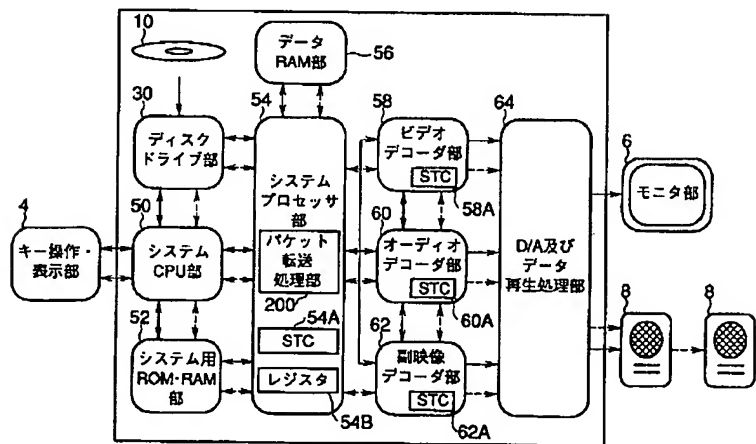 10
データ
RAM部
56
30
54
58
64
ディスク
ドライブ部
システム
プロセッサ
部
ビデオ
デコーダ部
STC
58A
6
モニタ部
4
キー操作・
表示部
50
システム
CPU部
パケット
転送
処理部
200
60
オーディオ
デコーダ部
STC
60A
D/A及び
データ
再生処理部
8
8
52
システム用
ROM・RAM
部
54A
STC
レジスタ
54B
62
副映像
デコーダ部
STC
62A